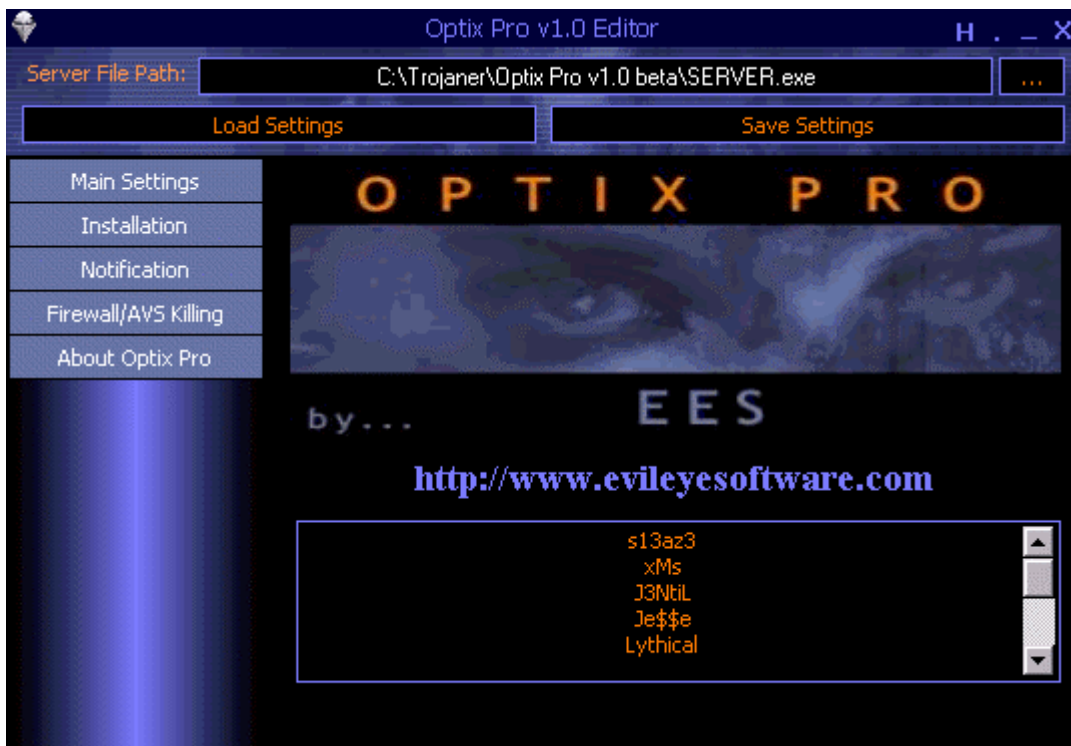 Optix Pro v1.0 Editor H . _ X
Server File Path: C:\Trojaner\Optix Pro v1.0 beta\SERVER.exe ...
Load Settings Save Settings
Main Settings
Installation
Notification
Firewall/AVS Killing
About Optix Pro
OPTIX PRO
by... EES
http://www.evileyesoftware.com
s13az3
xMs
J3NtiL
Je$$e
Lythical